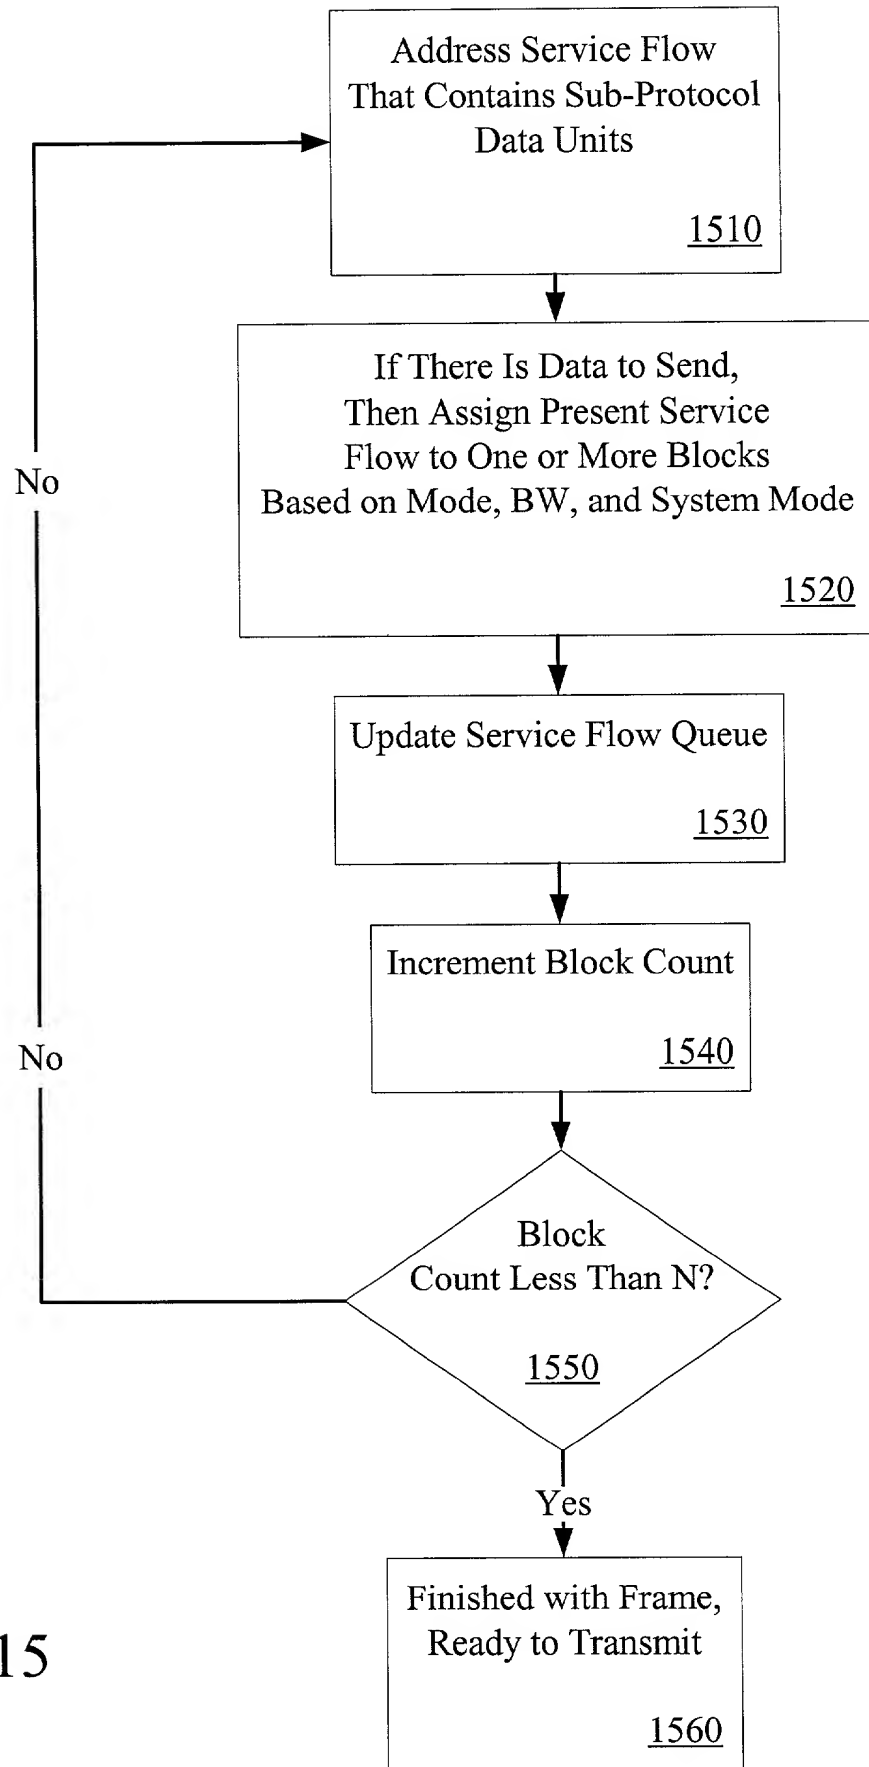 Address Service Flow
That Contains Sub-Protocol
Data Units
1510
If There Is Data to Send,
Then Assign Present Service
Flow to One or More Blocks
Based on Mode, BW, and System Mode
1520
No
Update Service Flow Queue
1530
Increment Block Count
1540
No
Block
Count Less Than N?
1550
Yes
Finished with Frame,
Ready to Transmit
1560
15